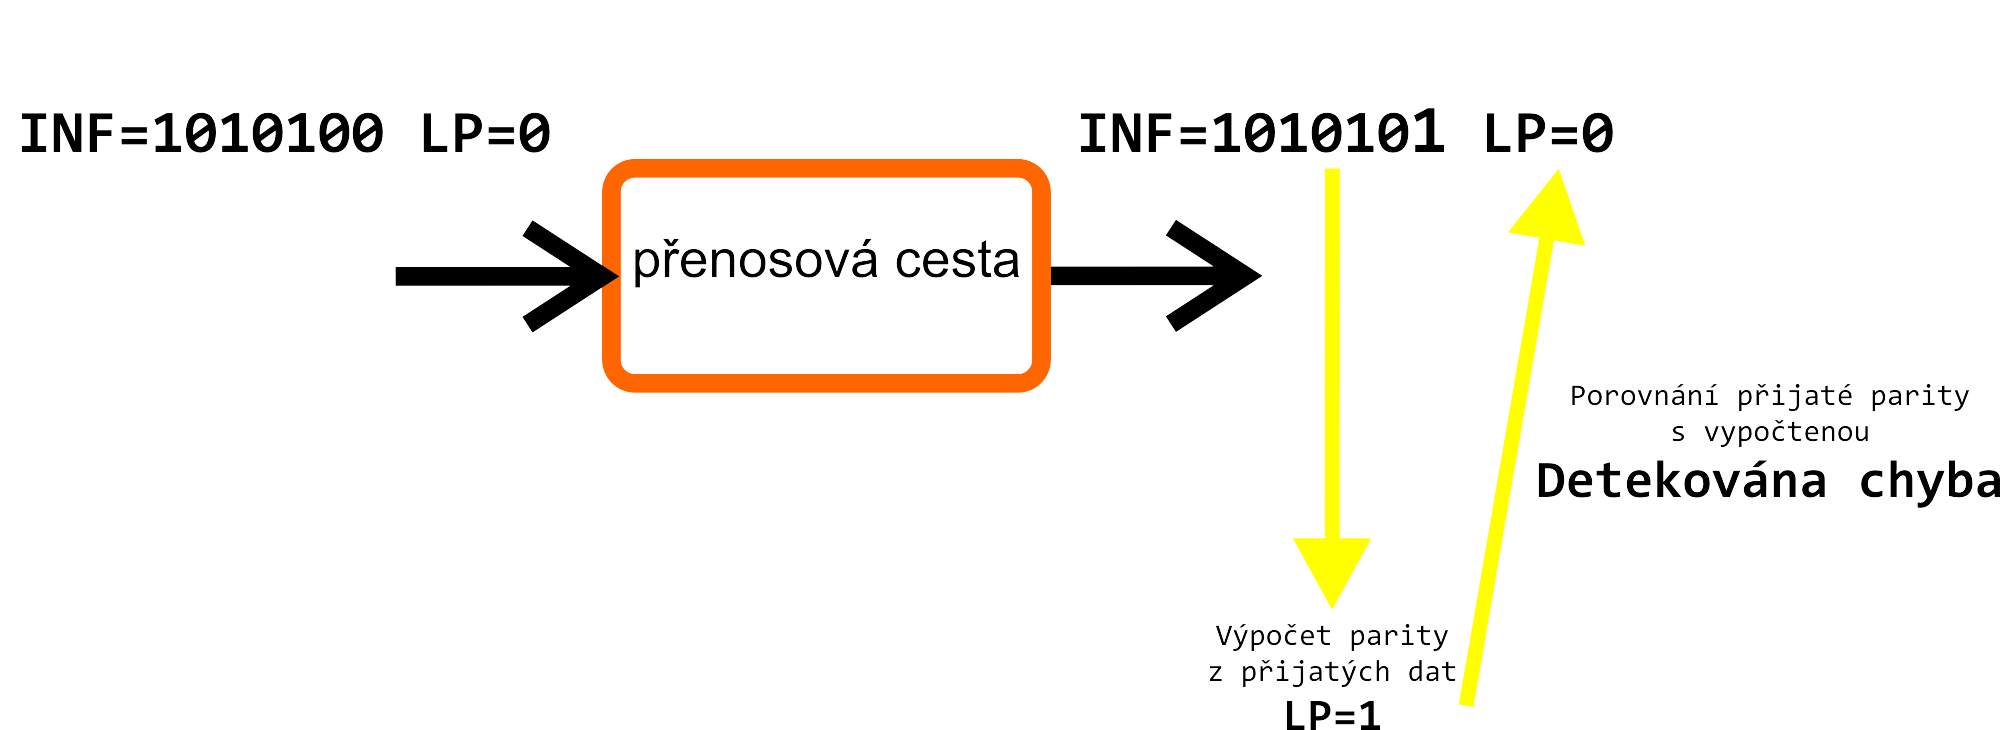 INF=1010100 LP=0
INF=1010101 LP=0
přenosová cesta
Porovnání přijaté parity
s vypočtenou
Detekována chyba
Výpočet parity
z přijatých dat
LP=1